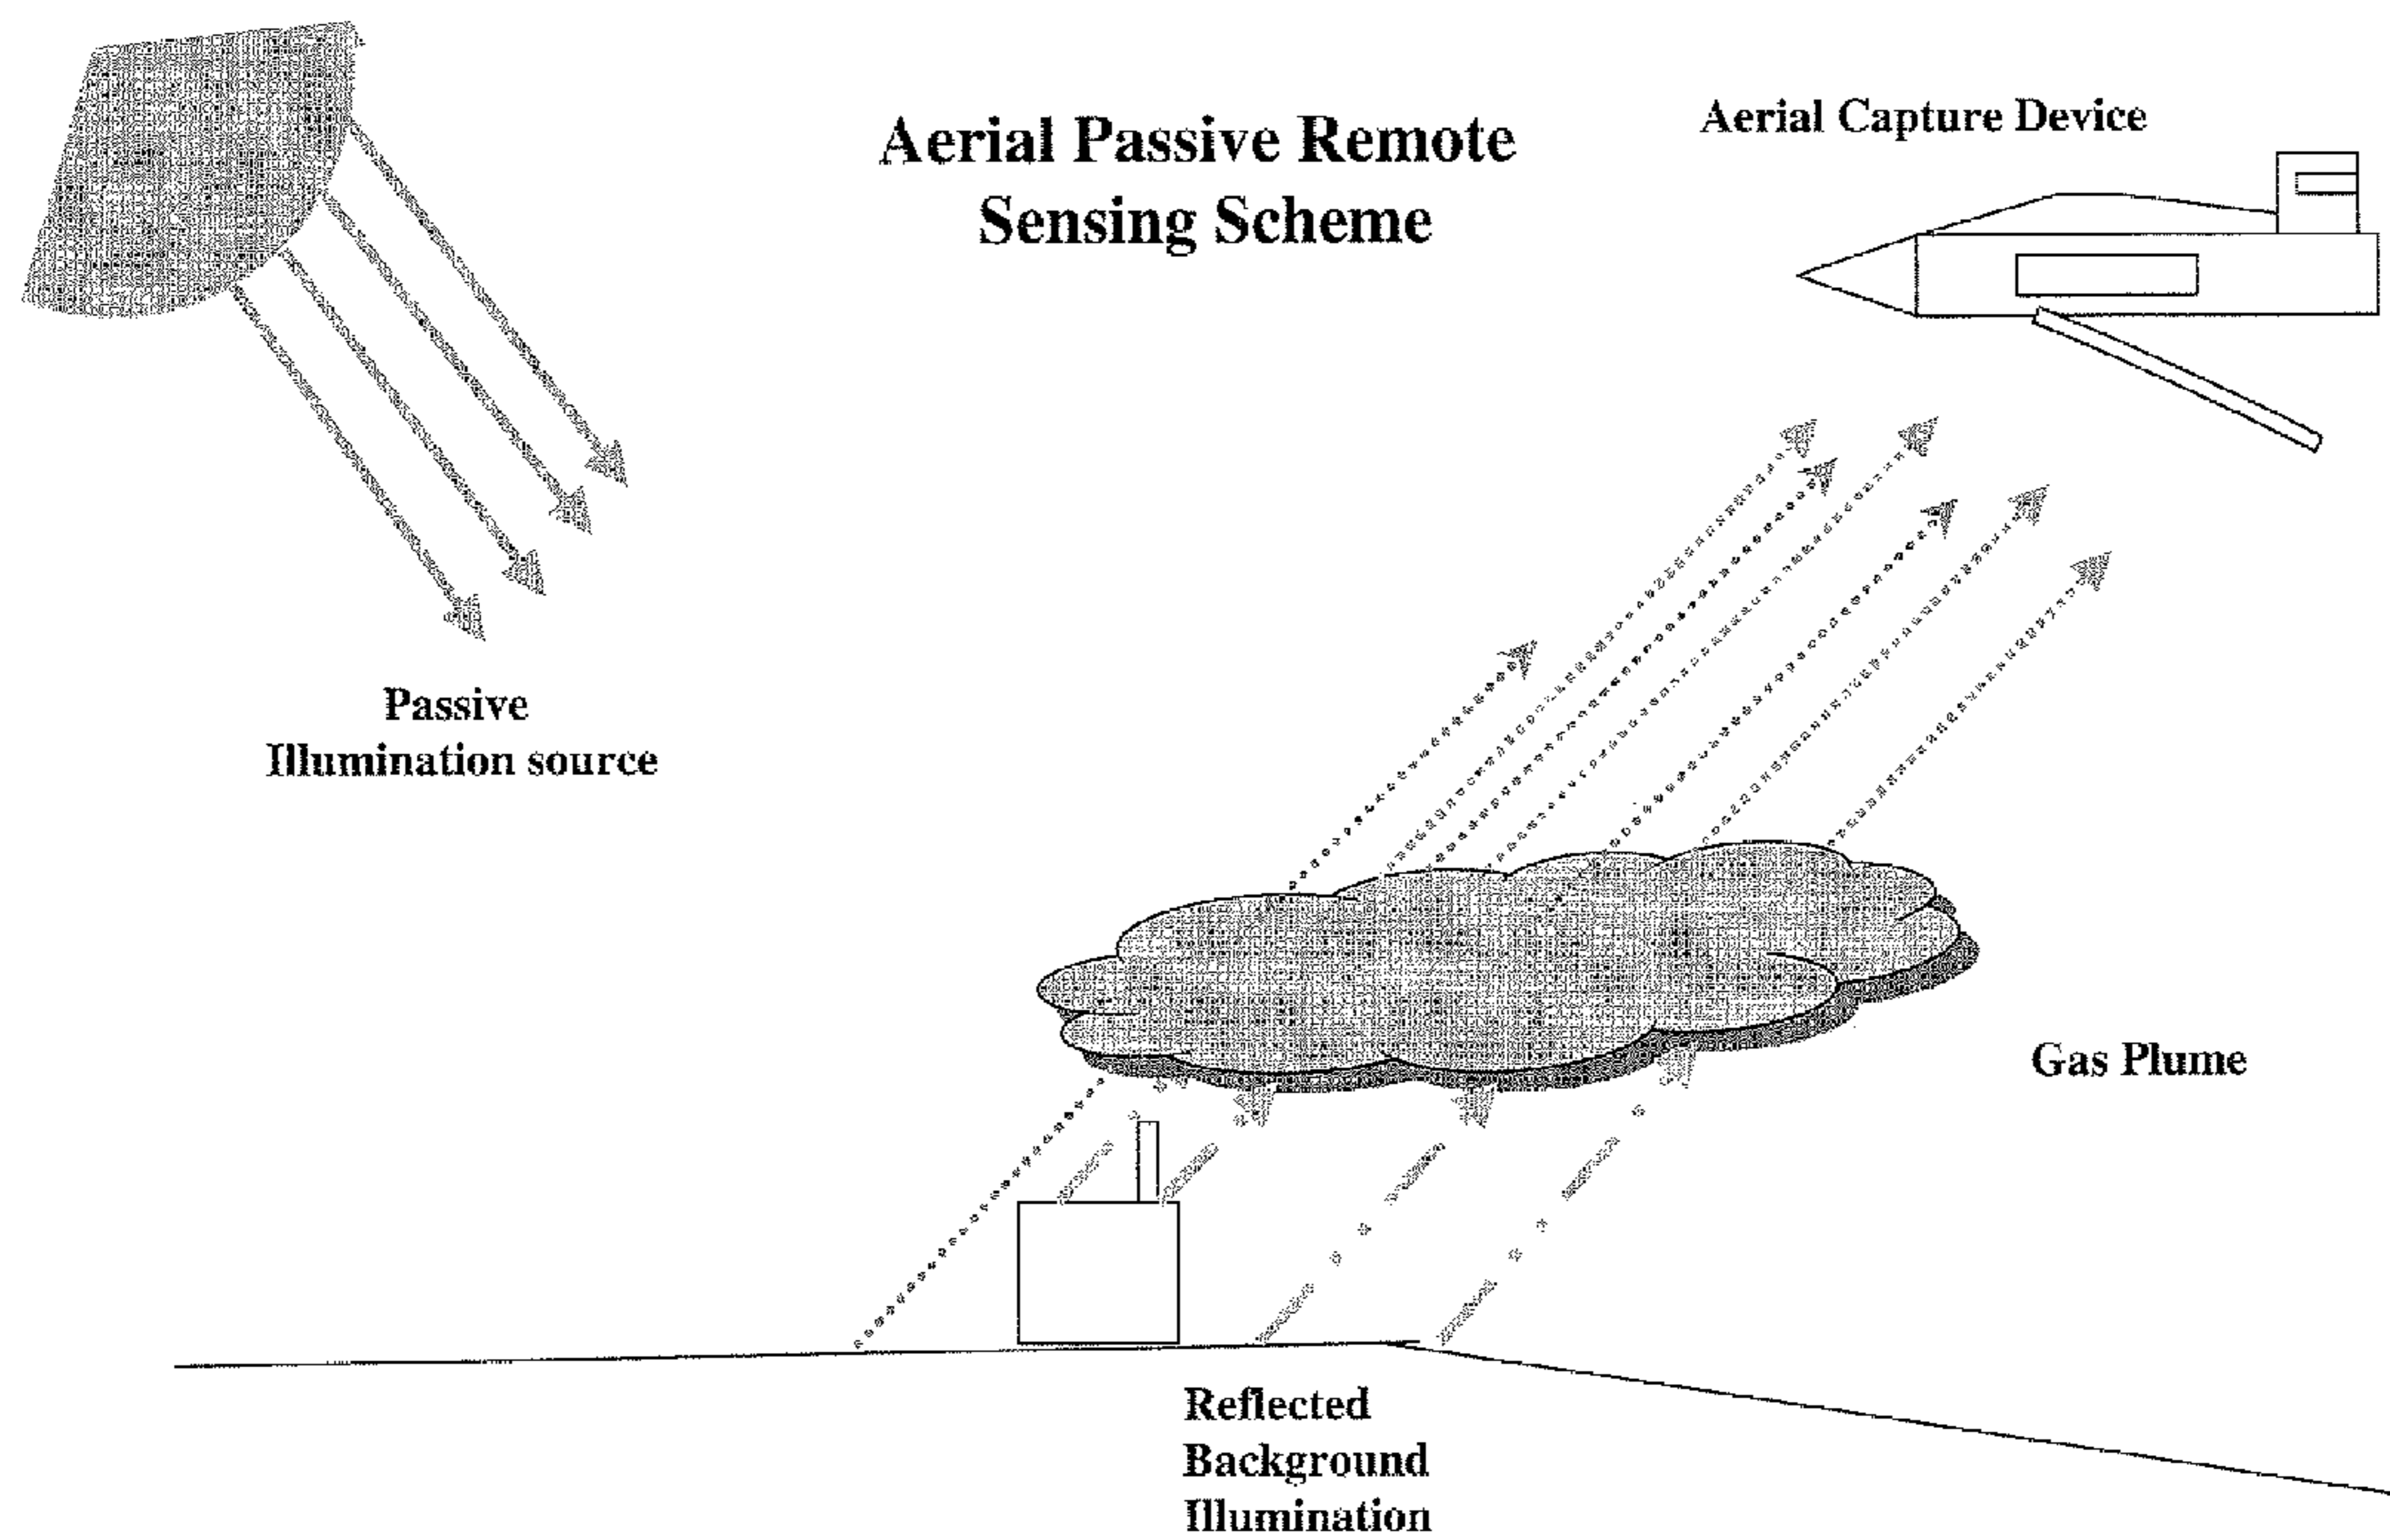 Aerial Passive Remote
Sensing Scheme
Aerial Capture Device
Passive
Illumination source
Gas Plume
Reflected
Background
Illumination